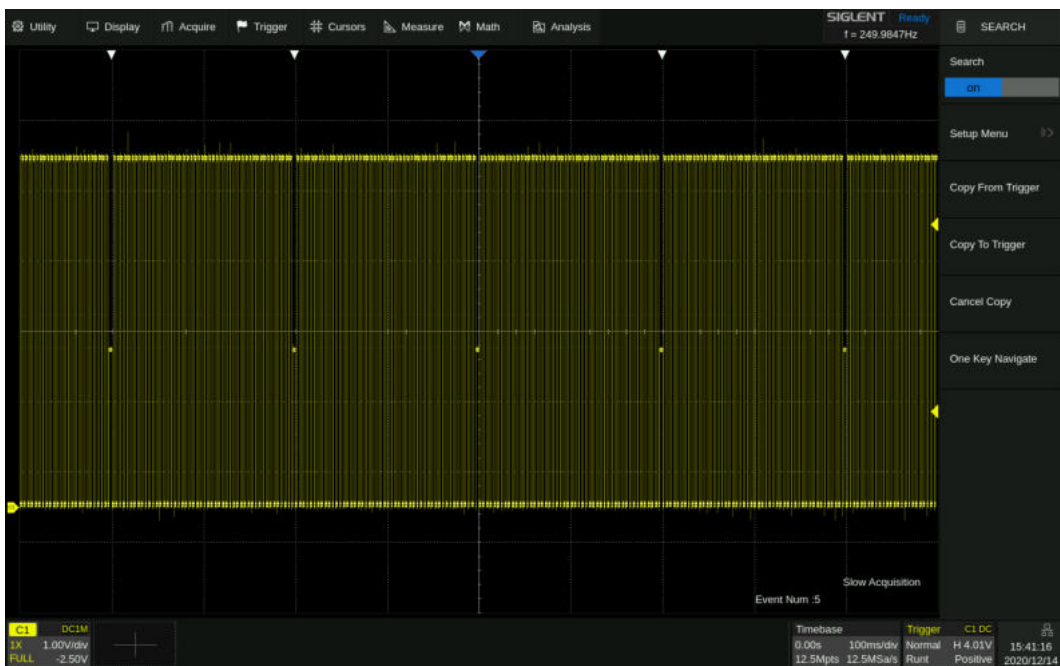 Utility Display Acquire Trigger Cursors Measure Math Analysis
SIGLENT Ready
f = 249.9847Hz
SEARCH
Search
on
Setup Menu
Copy From Trigger
Copy To Trigger
Cancel Copy
One Key Navigate
Slow Acquisition
Event Num :5
C1 DC1M
1X 1.00V/div
FULL -2.50V
Timebase
0.00s 100ms/div
12.5Mpts 12.5MSa/s
Trigger C1 DC
Normal H 4.01V
Runt Positive
15:41:16
2020/12/14